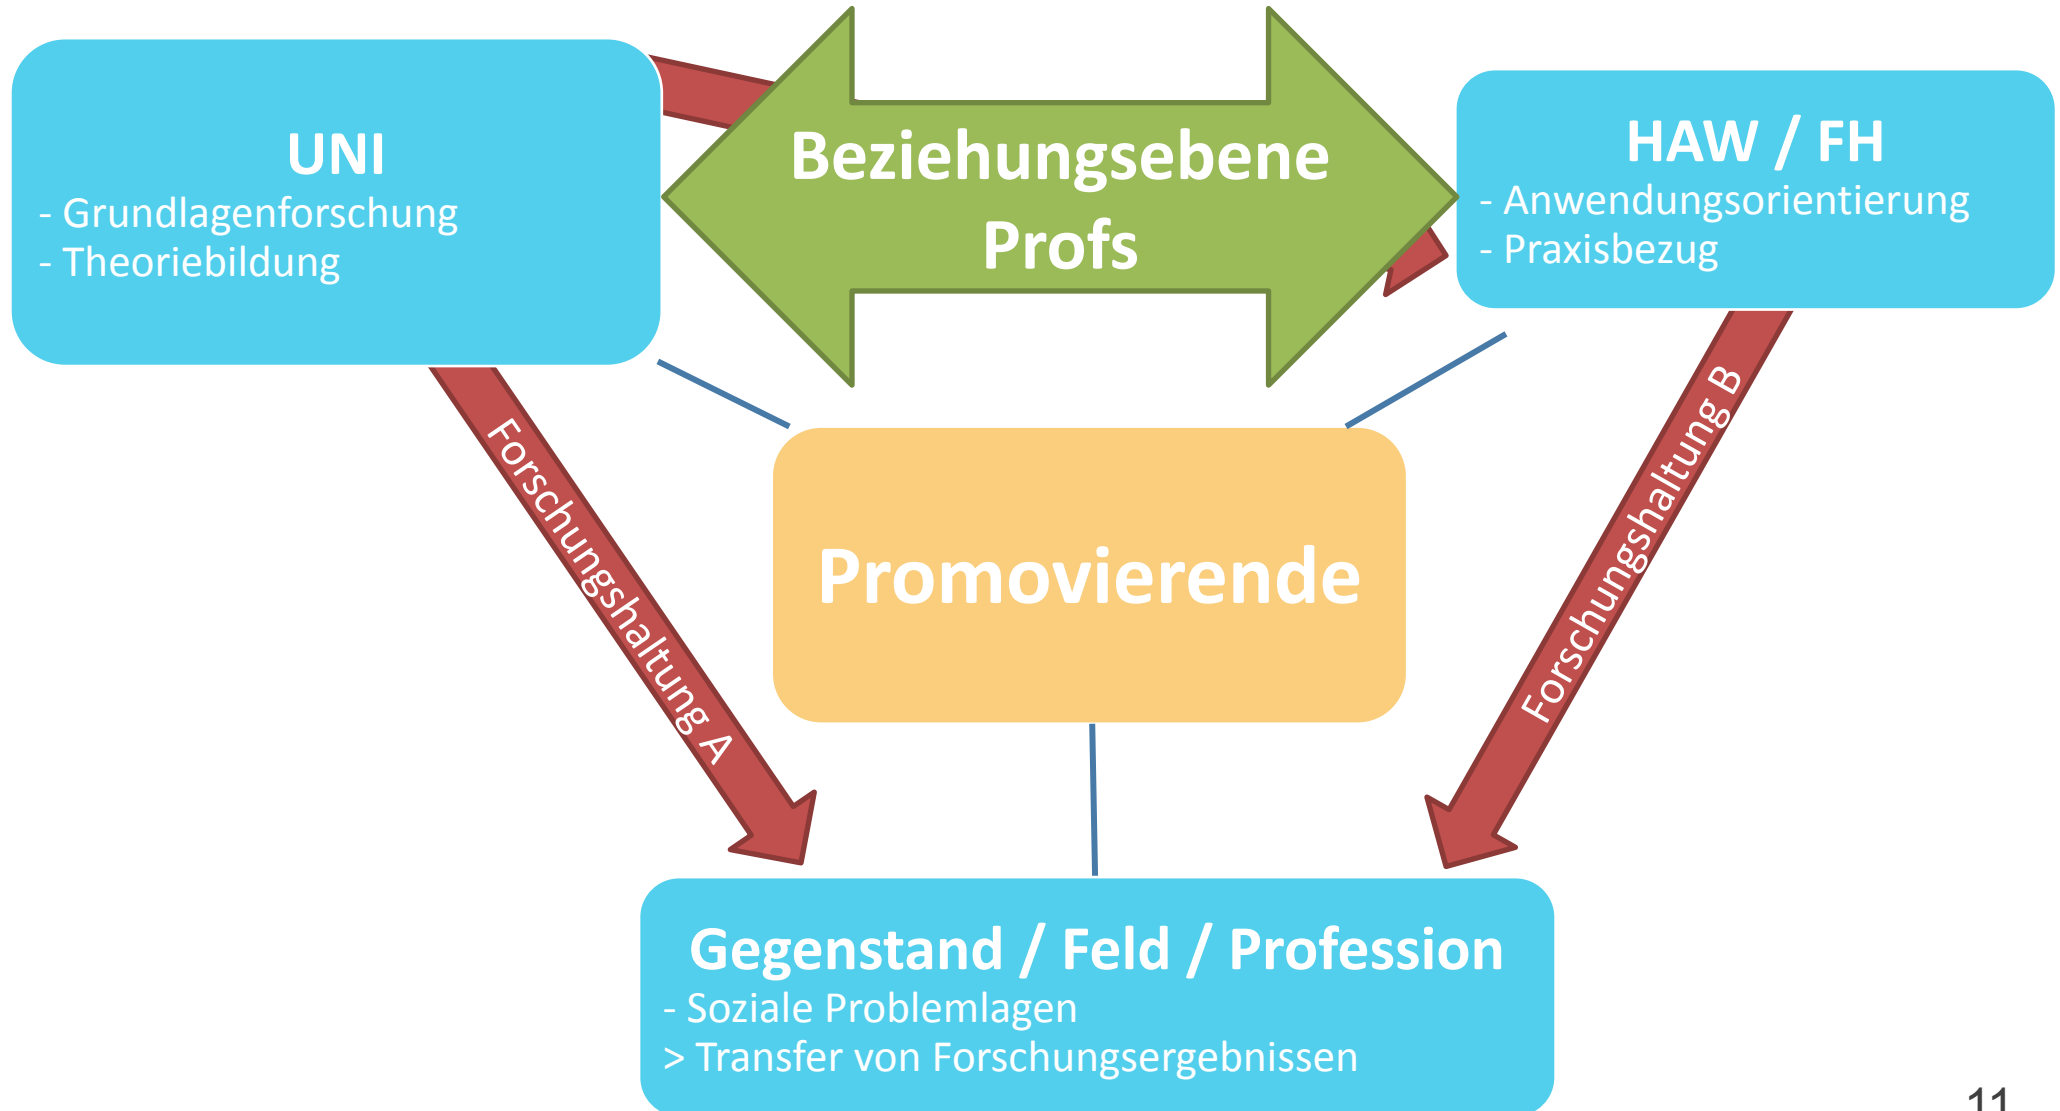 UNI
- Grundlagenforschung
- Theoriebildung
Beziehungsebene
Profs
HAW / FH
- Anwendungsorientierung
- Praxisbezug
Forschungshaltung A
Promovierende
Forschungshaltung B
Gegenstand / Feld / Profession
- Soziale Problemlagen
> Transfer von Forschungsergebnissen
11